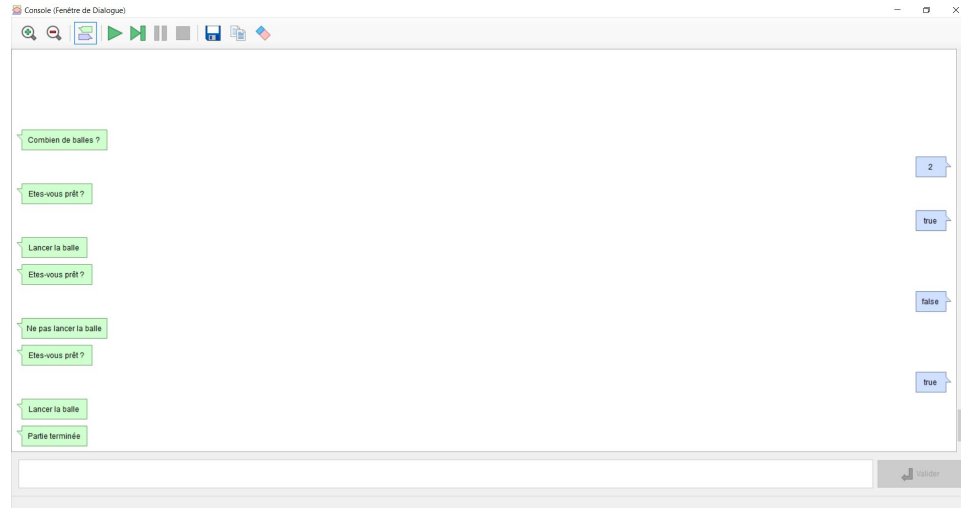 Console (Fenêtre de Dialogue)
Combien de balles ?
2
Etes-vous prêt ?
true
Lancer la balle
Etes-vous prêt ?
false
Ne pas lancer la balle
Etes-vous prêt ?
true
Lancer la balle
Partie terminée
Valider